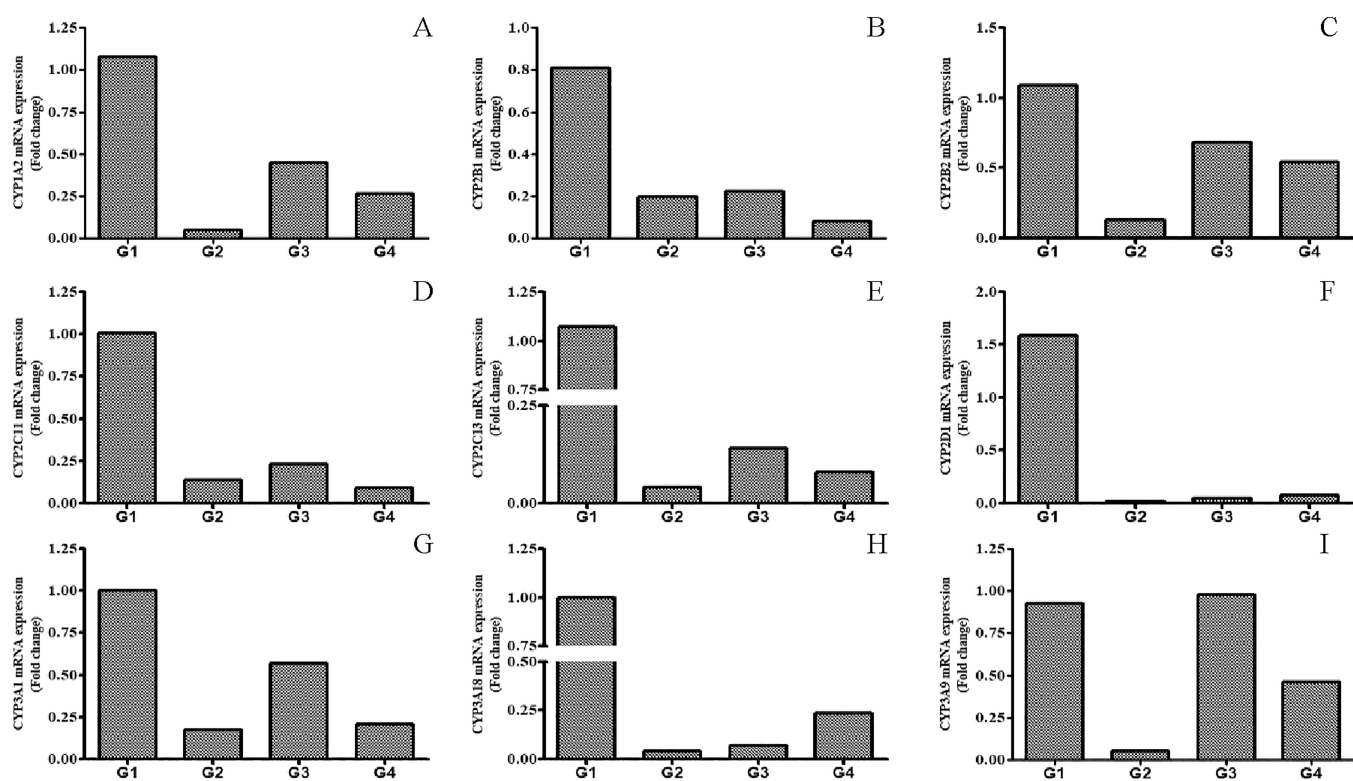 A
CYP1A2 mRNA expression
(Fold change)
1.25
1.00
0.75
0.50
0.25
0.00
G1 G2 G3 G4
B
CYP2B1 mRNA expression
(Fold change)
1.0
0.8
0.6
0.4
0.2
0.0
G1 G2 G3 G4
C
CYP2B2 mRNA expression
(Fold change)
1.5
1.0
0.5
0.0
G1 G2 G3 G4
D
CYP2C11 mRNA expression
(Fold change)
1.25
1.00
0.75
0.50
0.25
0.00
G1 G2 G3 G4
E
CYP2C13 mRNA expression
(Fold change)
1.25
1.00
0.75
0.25
0.00
G1 G2 G3 G4
F
CYP2D1 mRNA expression
(Fold change)
2.0
1.5
1.0
0.5
0.0
G1 G2 G3 G4
G
CYP3A1 mRNA expression
(Fold change)
1.25
1.00
0.75
0.50
0.25
0.00
G1 G2 G3 G4
H
CYP3A18 mRNA expression
(Fold change)
1.25
1.00
0.75
0.50
0.25
0.00
G1 G2 G3 G4
I
CYP3A9 mRNA expression
(Fold change)
1.25
1.00
0.75
0.50
0.25
0.00
G1 G2 G3 G4